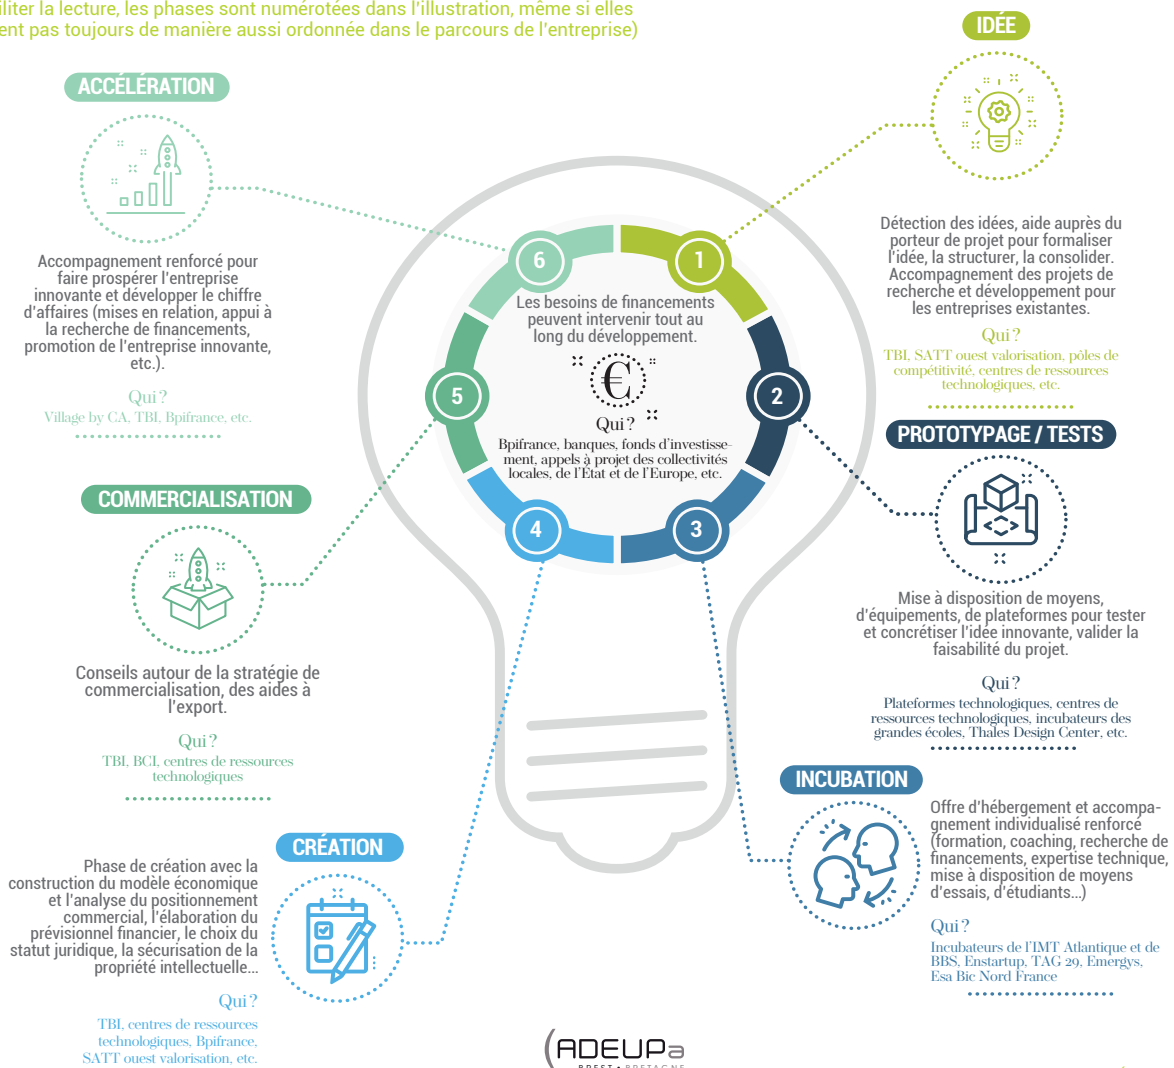 iliter la lecture, les phases sont numérotées dans l'illustration, même si elles
ent pas toujours de manière aussi ordonnée dans le parcours de l'entreprise)
IDÉE
Détection des idées, aide auprès du
porteur de projet pour formaliser
l'idée, la structurer, la consolider.
Accompagnement des projets de
recherche et développement pour
les entreprises existantes.
Qui ?
TBI, SATT ouest valorisation, pôles de
compétitivité, centres de ressources
technologiques, etc.
PROTOTYPAGE / TESTS
Mise à disposition de moyens,
d'équipements, de plateformes pour tester
et concrétiser l'idée innovante, valider la
faisabilité du projet.
Qui ?
Plateformes technologiques, centres de
ressources technologiques, incubateurs des
grandes écoles, Thales Design Center, etc.
INCUBATION
Offre d'hébergement et accompa-
gnement individualisé renforcé
(formation, coaching, recherche de
financements, expertise technique,
mise à disposition de moyens
d'essais, d'étudiants...)
Qui ?
Incubateurs de l'IMT Atlantique et de
BBS, Enstartup, TAG 29, Emergys,
Esa Bic Nord France
CRÉATION
Phase de création avec la
construction du modèle économique
et l'analyse du positionnement
commercial, l'élaboration du
prévisionnel financier, le choix du
statut juridique, la sécurisation de la
propriété intellectuelle...
Qui ?
TBI, centres de ressources
technologiques, Bpifrance,
SATT ouest valorisation, etc.
COMMERCIALISATION
Conseils autour de la stratégie de
commercialisation, des aides à
l'export.
Qui ?
TBI, BCI, centres de ressources
technologiques
ACCÉLÉRATION
Accompagnement renforcé pour
faire prospérer l'entreprise
innovante et développer le chiffre
d'affaires (mises en relation, appui à
la recherche de financements,
promotion de l'entreprise innovante,
etc.).
Qui ?
Village by CA, TBI, Bpifrance, etc.
1
2
3
4
5
6
Les besoins de financements
peuvent intervenir tout au
long du développement.
€
Qui ?
Bpifrance, banques, fonds d'investisse-
ment, appels à projet des collectivités
locales, de l'État et de l'Europe, etc.
ADEUPa
BREST • BRETAGNE